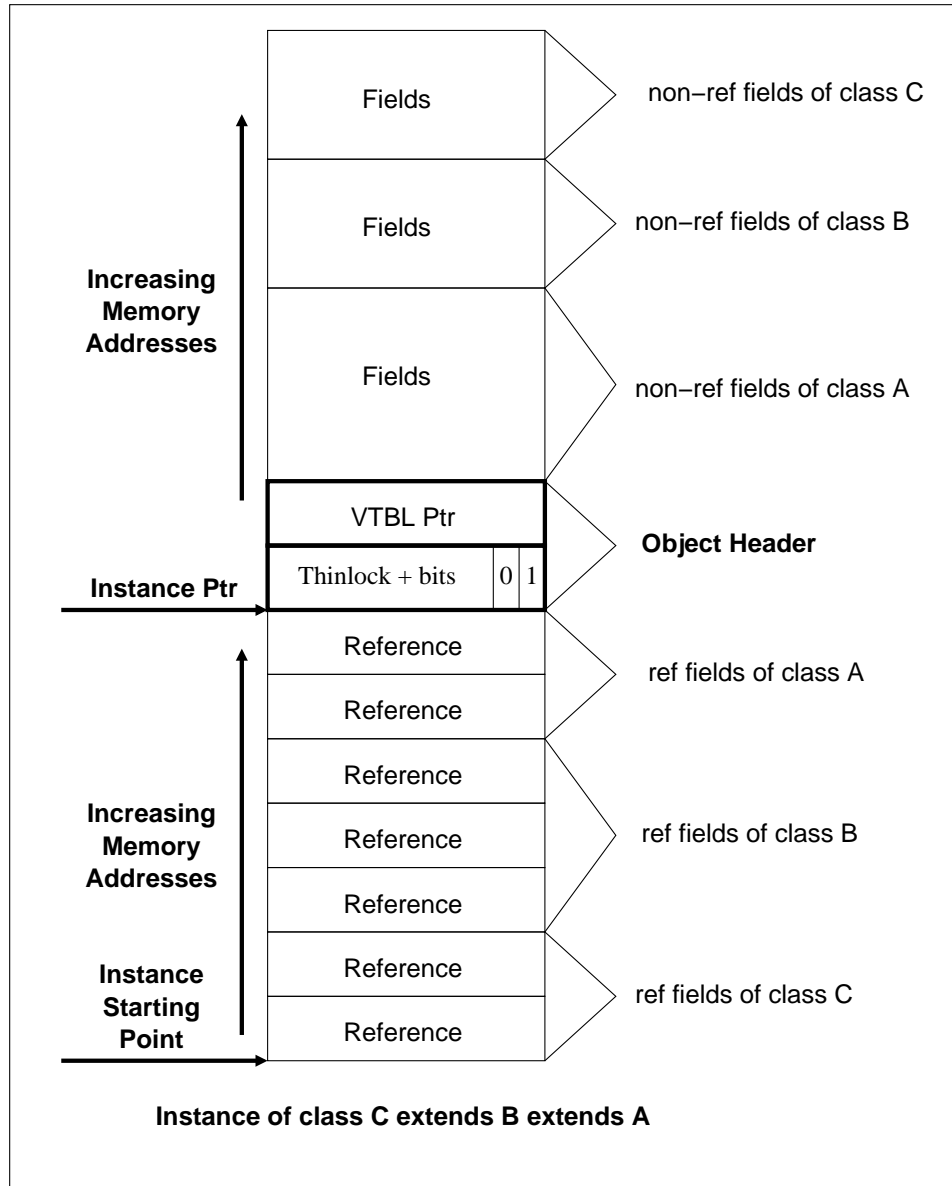 Fields
non−ref fields of class C
Fields
non−ref fields of class B
Increasing
Memory
Addresses
Fields
non−ref fields of class A
VTBL Ptr
Object Header
Thinlock + bits
0
1
Instance Ptr
Reference
ref fields of class A
Reference
Reference
Increasing
Memory
Addresses
Reference
ref fields of class B
Reference
Instance
Starting
Point
Reference
ref fields of class C
Reference
Instance of class C extends B extends A